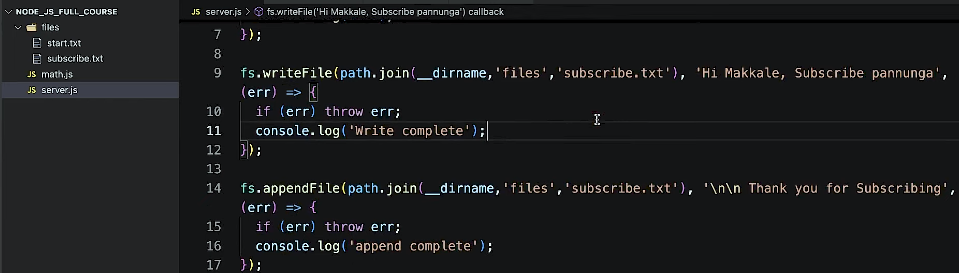 NODE_JS_FULL_COURSE
files
start.txt
subscribe.txt
math.js
server.js
JS server.js > fs.writeFile('Hi Makkale, Subscribe pannunga') callback
7 });
8
9 fs.writeFile(path.join(__dirname,'files','subscribe.txt'), 'Hi Makkale, Subscribe pannunga',
(err) => {
10 if (err) throw err;
11 console.log('Write complete');
12 });
13
14 fs.appendFile(path.join(__dirname,'files','subscribe.txt'), '\n\n Thank you for Subscribing',
(err) => {
15 if (err) throw err;
16 console.log('append complete');
17 });